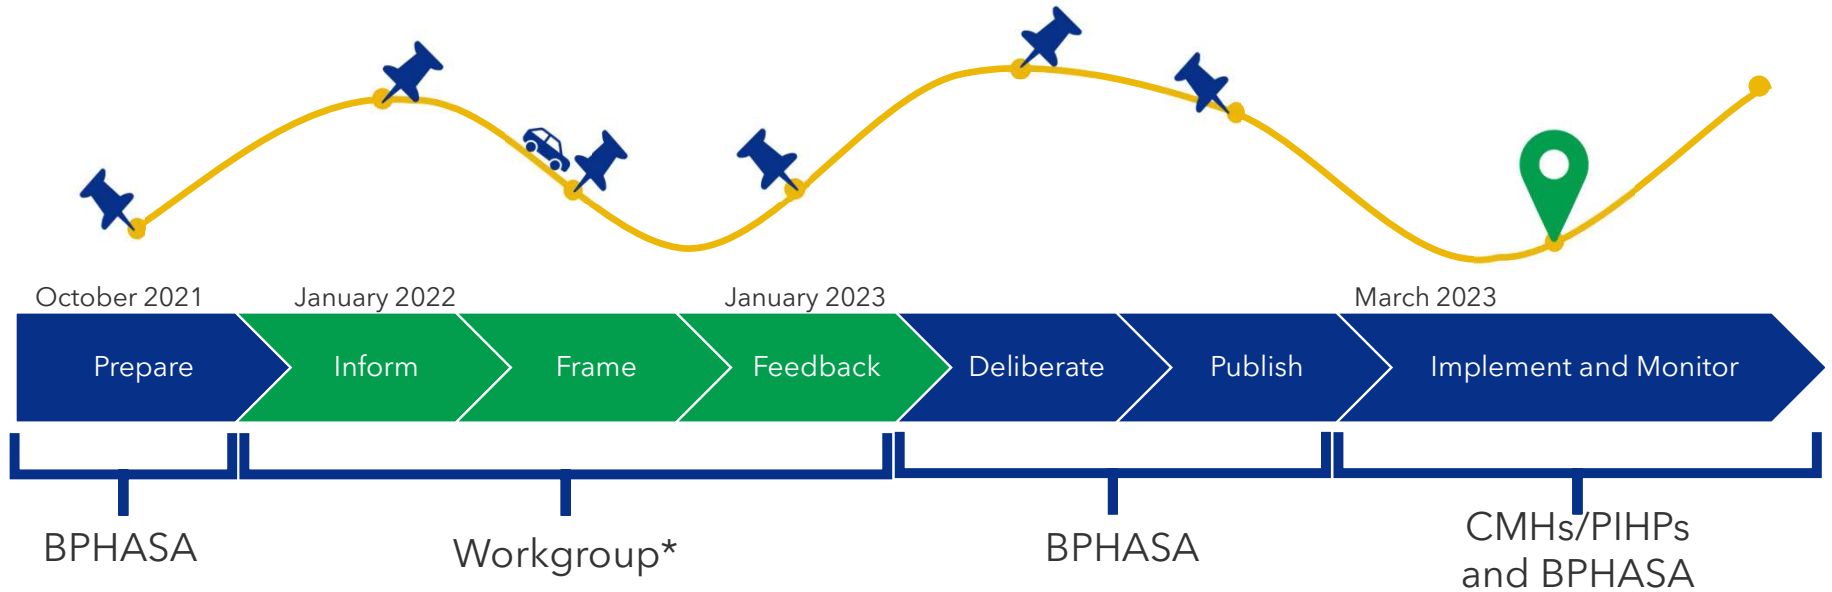 October 2021
January 2022
January 2023
March 2023
Prepare
Inform
Frame
Feedback
Deliberate
Publish
Implement and Monitor
BPHASA
Workgroup*
BPHASA
CMHs/PIHPs
and BPHASA